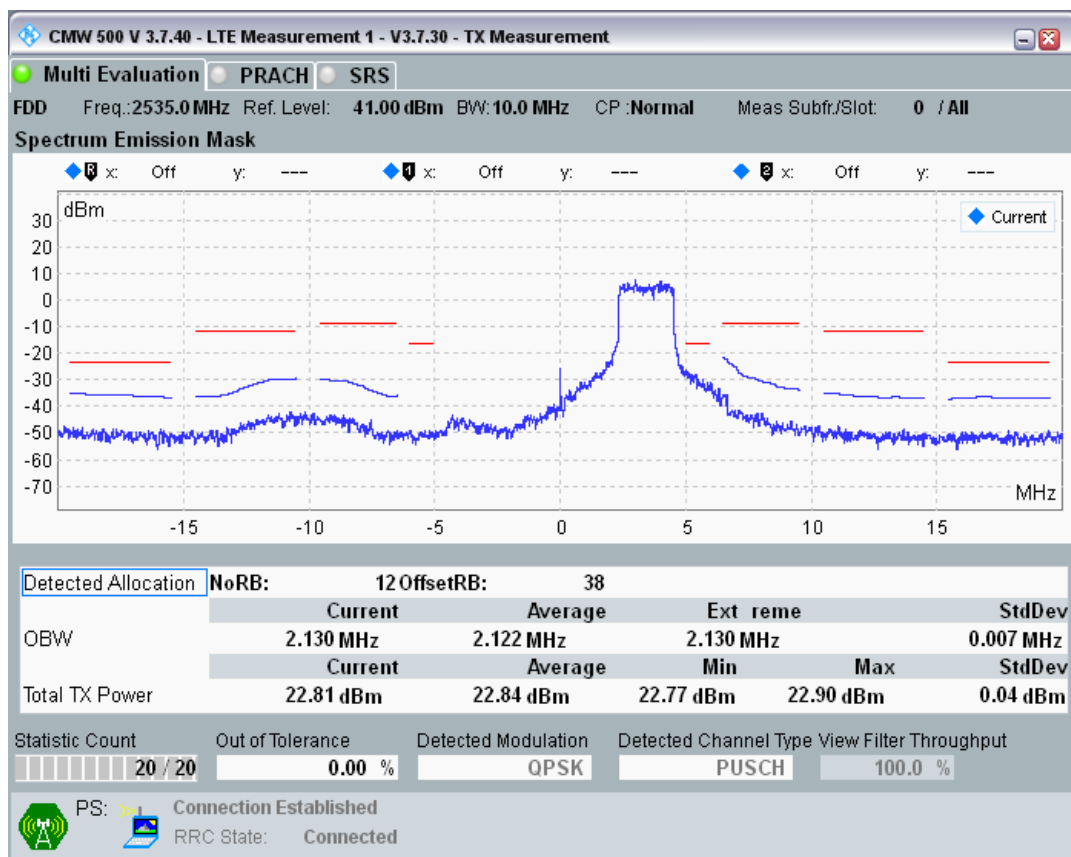 CMW 500 V 3.7.40 - LTE Measurement 1 - V3.7.30 - TX Measurement
Multi Evaluation PRACH SRS
FDD Freq.:2535.0 MHz Ref. Level: 41.00 dBm BW: 10.0 MHz CP :Normal Meas Subfr./Slot: 0 / All
Spectrum Emission Mask
R x: Off y: --- 1 x: Off y: --- 2 x: Off y: ---
dBm
Current
30
20
10
0
-10
-20
-30
-40
-50
-60
-70
MHz
-15 -10 -5 0 5 10 15
Detected Allocation NoRB: 12 OffsetRB: 38
Current Average Ext reme StdDev
OBW 2.130 MHz 2.122 MHz 2.130 MHz 0.007 MHz
Current Average Min Max StdDev
Total TX Power 22.81 dBm 22.84 dBm 22.77 dBm 22.90 dBm 0.04 dBm
Statistic Count Out of Tolerance Detected Modulation Detected Channel Type View Filter Throughput
20 / 20 0.00 % QPSK PUSCH 100.0 %
PS: Connection Established
RRC State: Connected